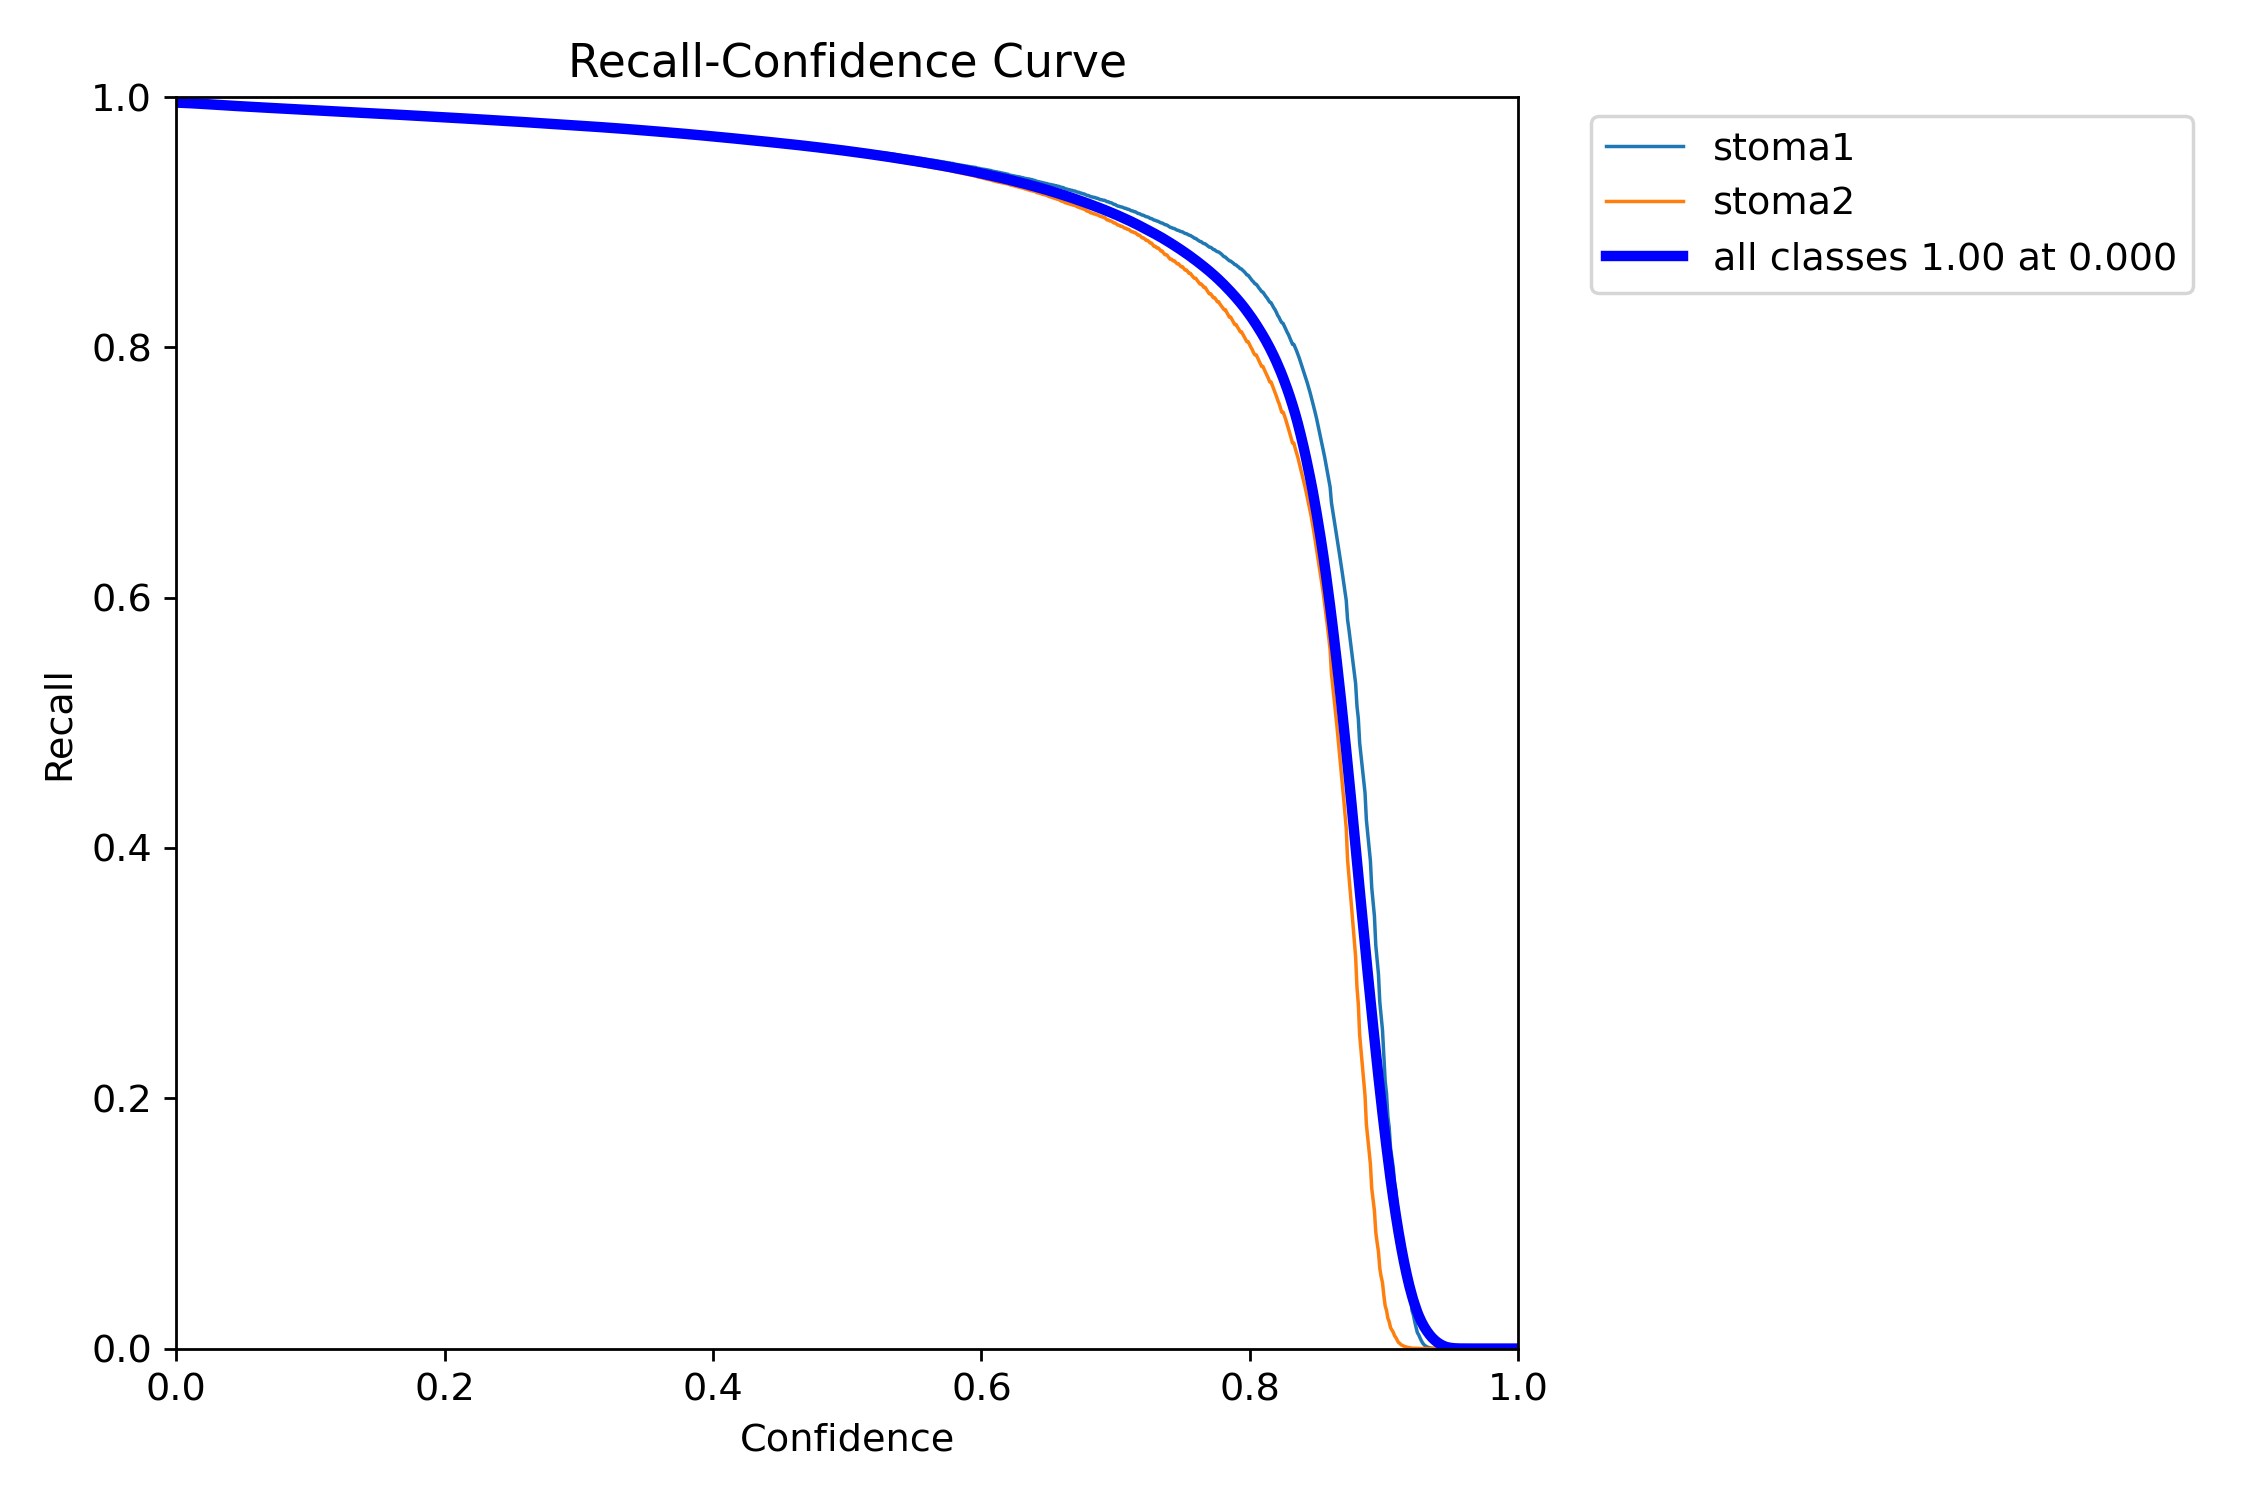 Recall-Confidence Curve
1.0
0.8
0.6
0.4
0.2
0.0
Recall
0.0 0.2 0.4 0.6 0.8 1.0
Confidence
stoma1
stoma2
all classes 1.00 at 0.000